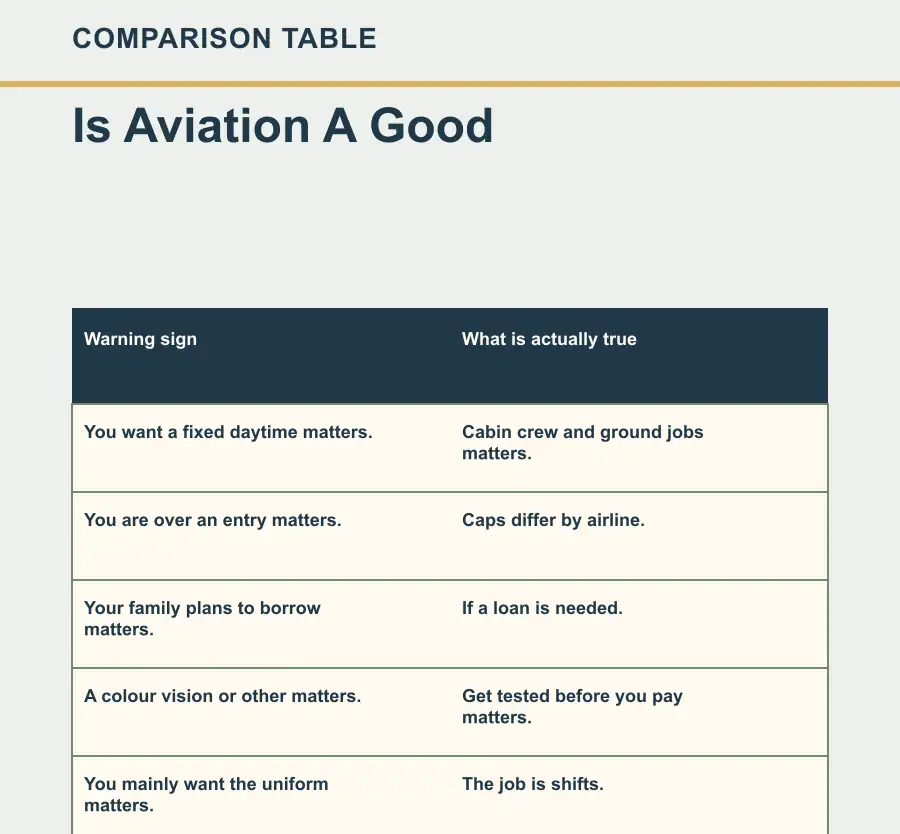 COMPARISON TABLE
Is Aviation A Good
Warning sign
What is actually true
You want a fixed daytime matters.
Cabin crew and ground jobs
matters.
You are over an entry matters.
Caps differ by airline.
Your family plans to borrow
matters.
If a loan is needed.
A colour vision or other matters.
Get tested before you pay
matters.
You mainly want the uniform
matters.
The job is shifts.